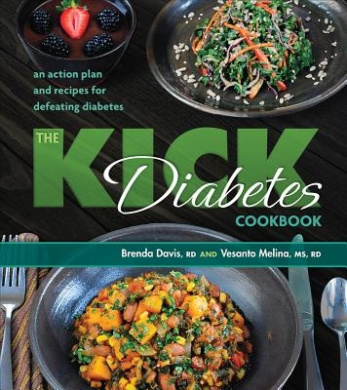 an action plan
and recipes for
defeating diabetes
THE
KICK
Diabetes
COOKBOOK
Brenda Davis, RD AND Vesanto Melina, MS, RD